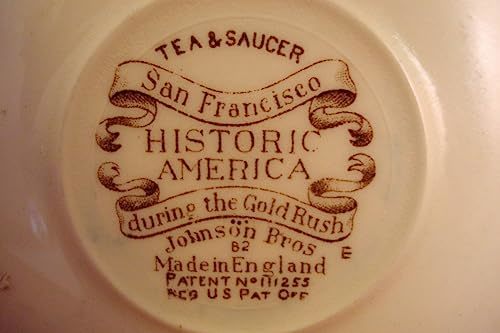 TEA & SAUCER
San Francisco
HISTORIC
AMERICA
during the Gold Rush
Johnson Bros
B2
E
Made in England
PATENT No 111255
REG US PAT OFF